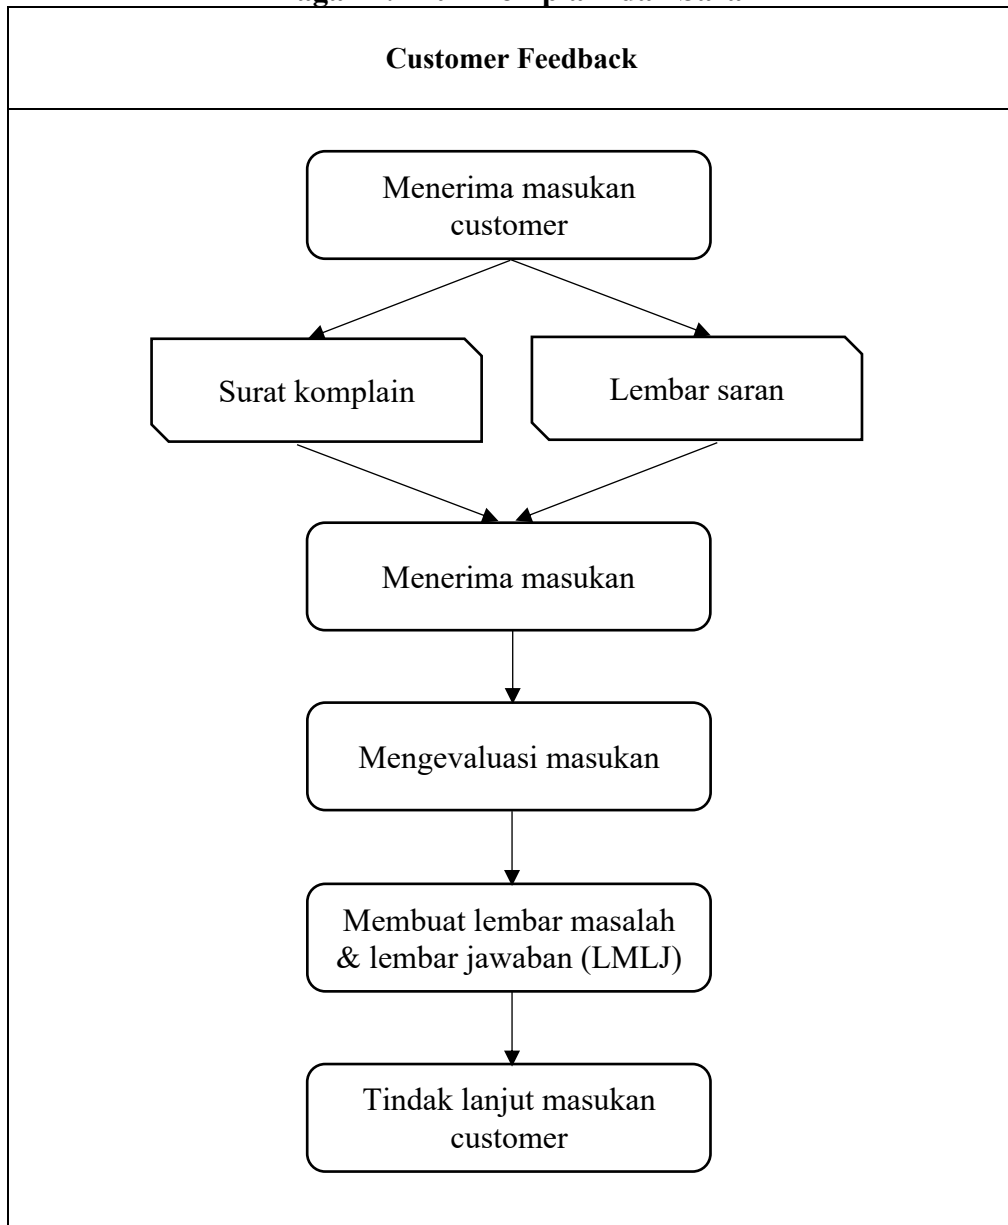 Customer Feedback
Menerima masukan
customer
Surat komplain
Lembar saran
Menerima masukan
Mengevaluasi masukan
Membuat lembar masalah
& lembar jawaban (LMLJ)
Tindak lanjut masukan
customer